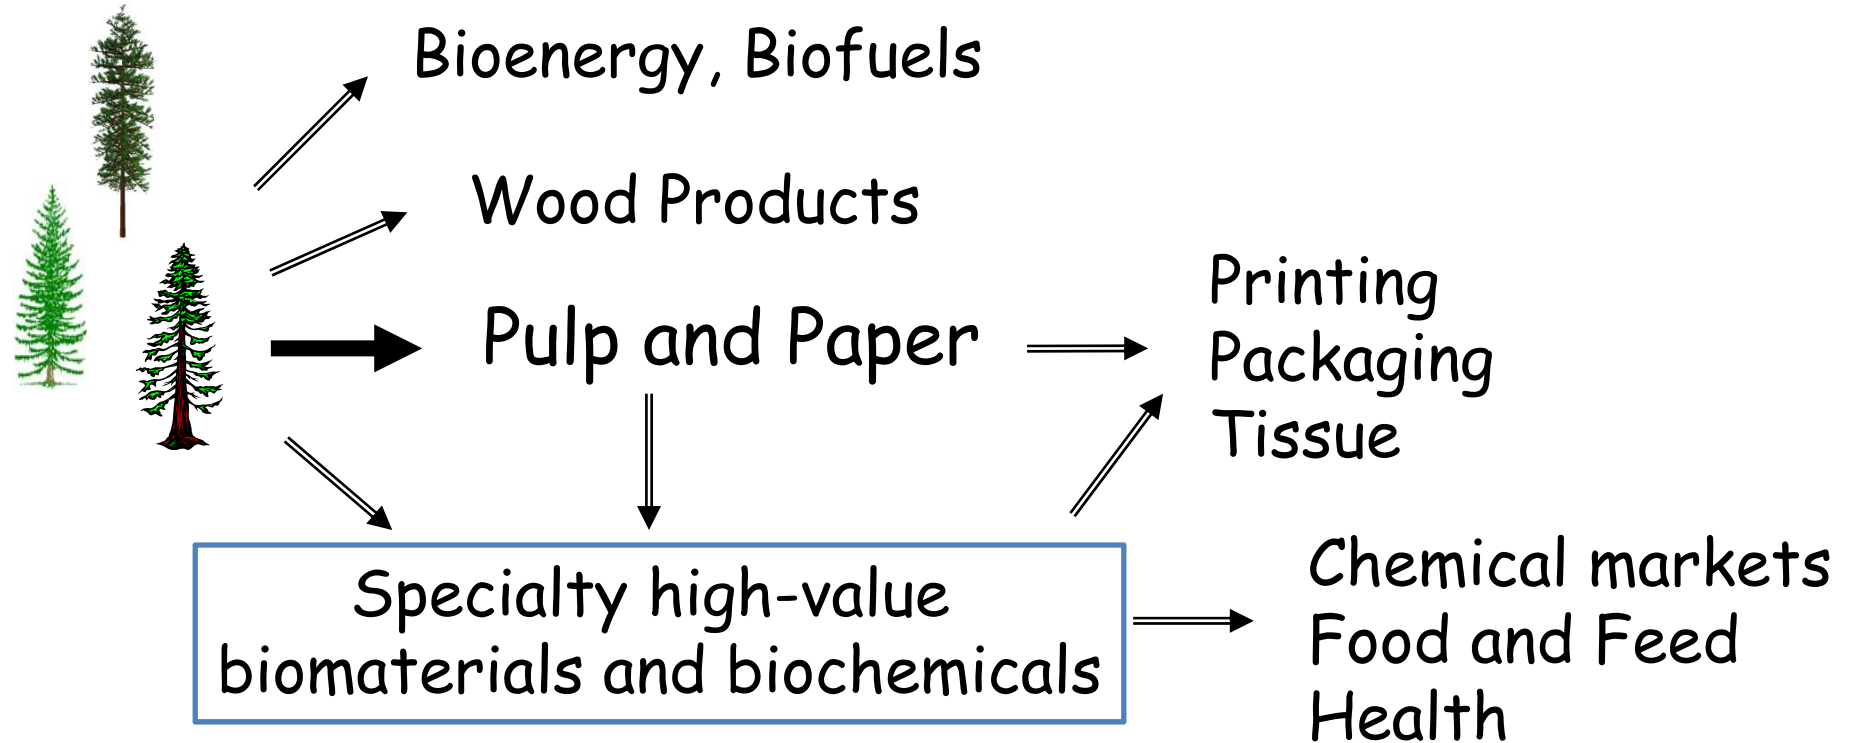 Bioenergy, Biofuels
Wood Products
Pulp and Paper
Printing
Packaging
Tissue
Specialty high-value
biomaterials and biochemicals
Chemical markets
Food and Feed
Health